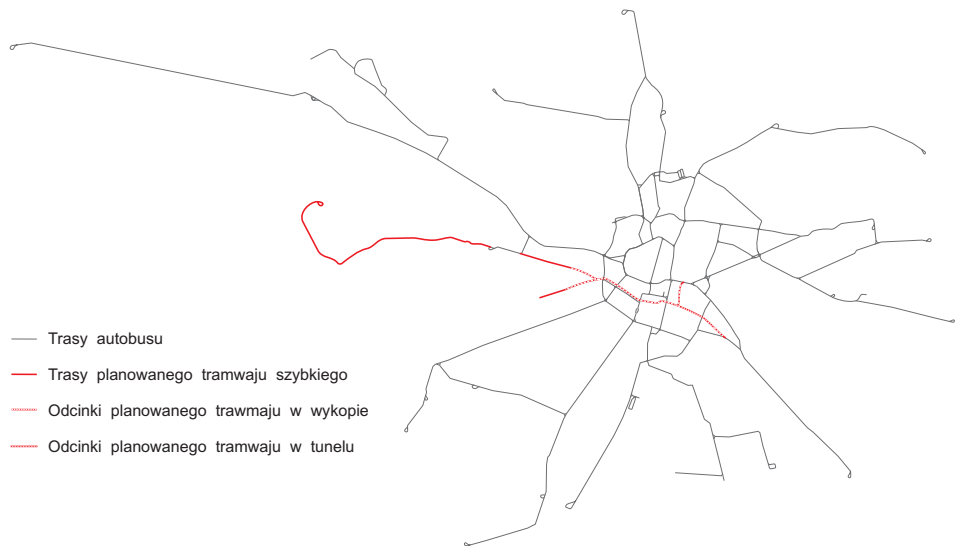 Trasy autobusu
Trasy planowanego tramwaju szybkiego
Odcinki planowanego trawmaju w wykopie
Odcinki planowanego tramwaju w tunelu